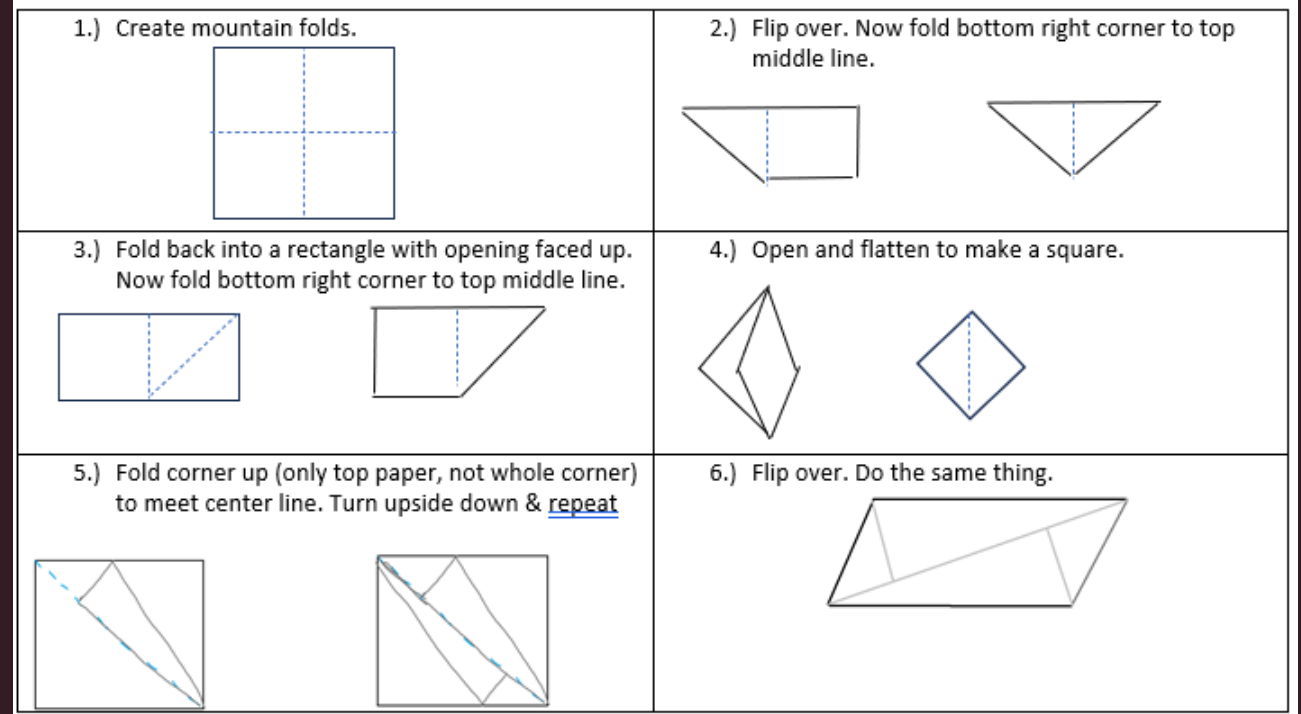 1.) Create mountain folds.
2.) Flip over. Now fold bottom right corner to top
middle line.
3.) Fold back into a rectangle with opening faced up.
Now fold bottom right corner to top middle line.
4.) Open and flatten to make a square.
5.) Fold corner up (only top paper, not whole corner)
to meet center line. Turn upside down & repeat
6.) Flip over. Do the same thing.